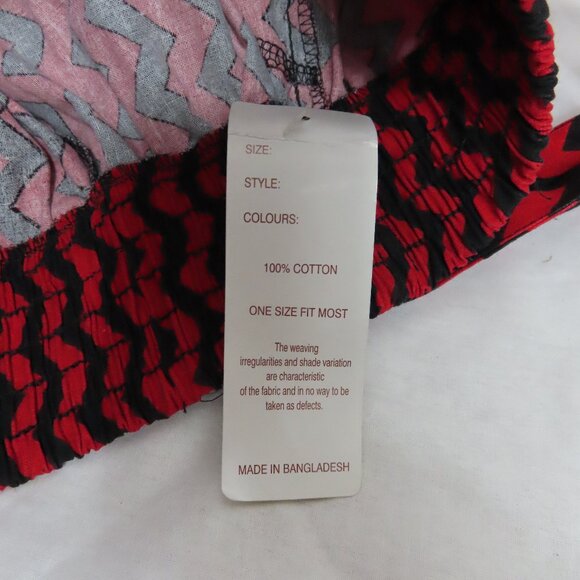 SIZE:
STYLE:
COLOURS:
100% COTTON
ONE SIZE FIT MOST
The weaving
irregularities and shade variation
are characteristic
of the fabric and in no way to be
taken as defects.
MADE IN BANGLADESH